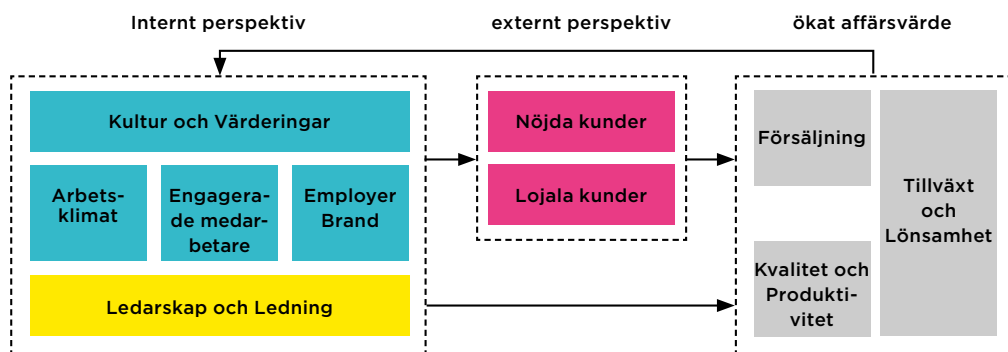 Internt perspektiv
externt perspektiv
ökat affärsvärde
Kultur och Värderingar
Arbets-
klimat
Engagera-
de medar-
betare
Employer
Brand
Ledarskap och Ledning
Nöjda kunder
Lojala kunder
Försäljning
Kvalitet och
Produkti-
vitet
Tillväxt
och
Lönsamhet